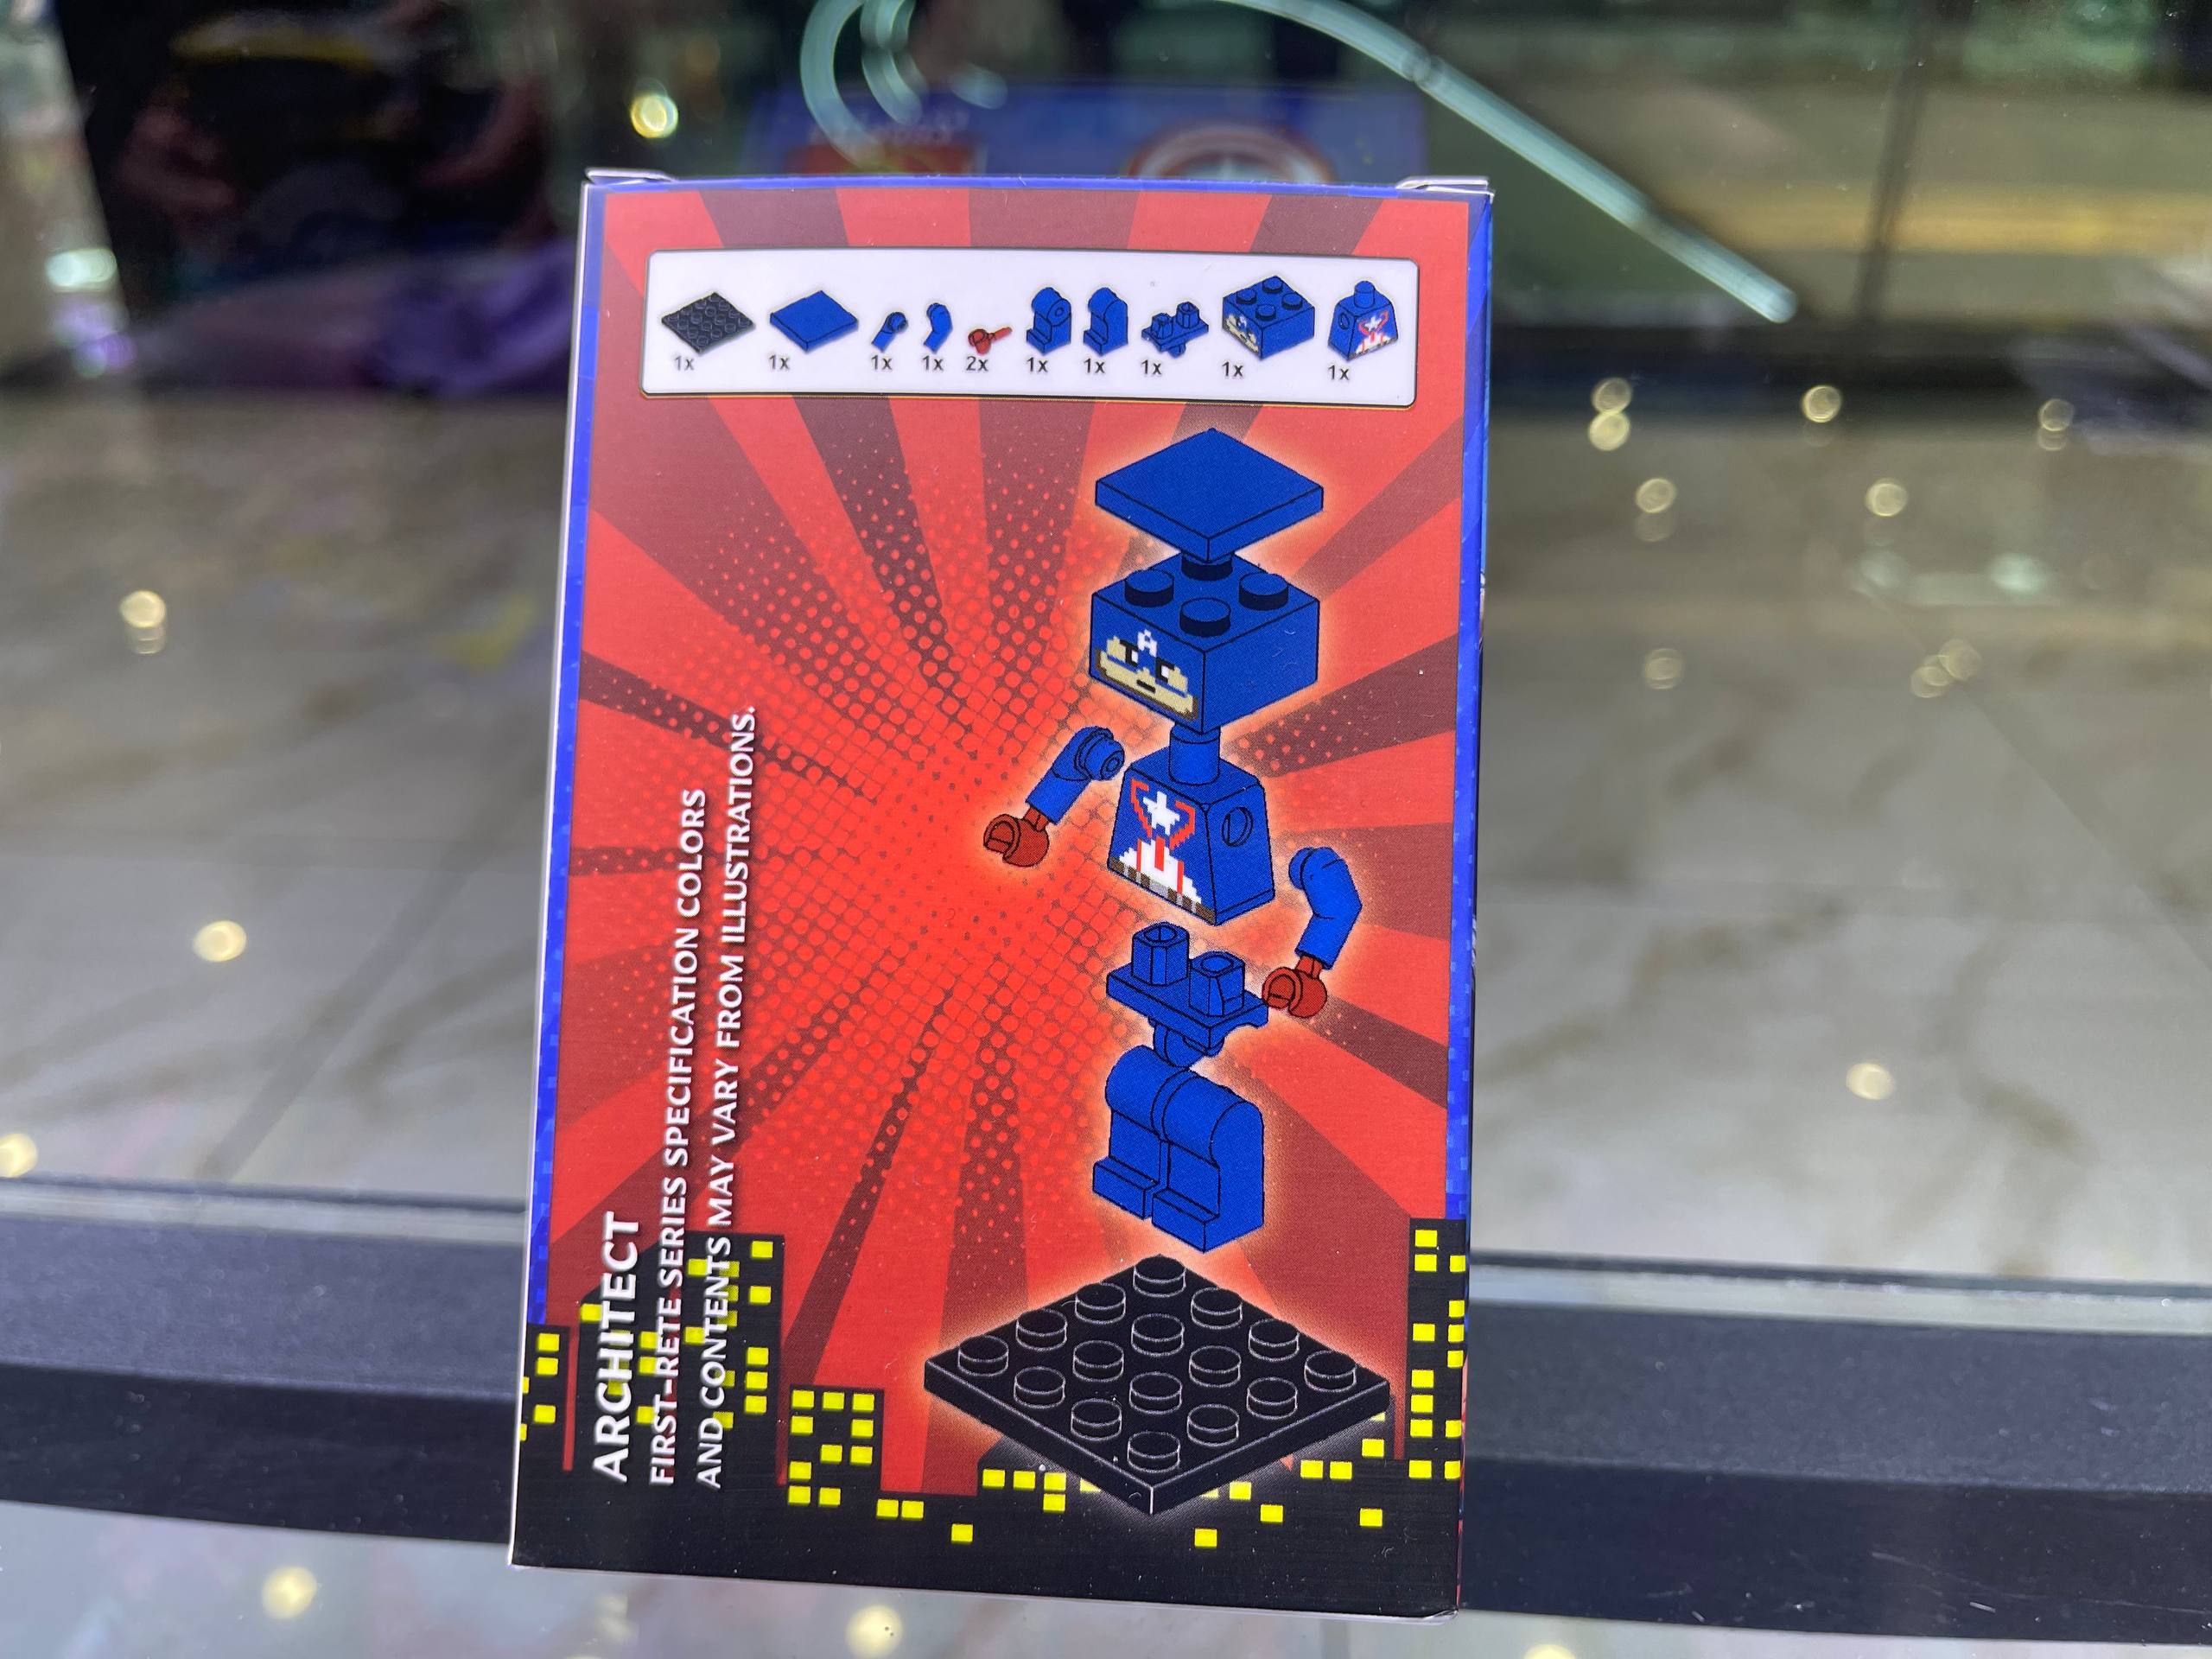 1x
1x
1x
1x
2x
1x
1x
1x
1x
1x
ARCHITECT
FIRST-RETE SERIES SPECIFICATION COLORS
AND CONTENTS MAY VARY FROM ILLUSTRATIONS.